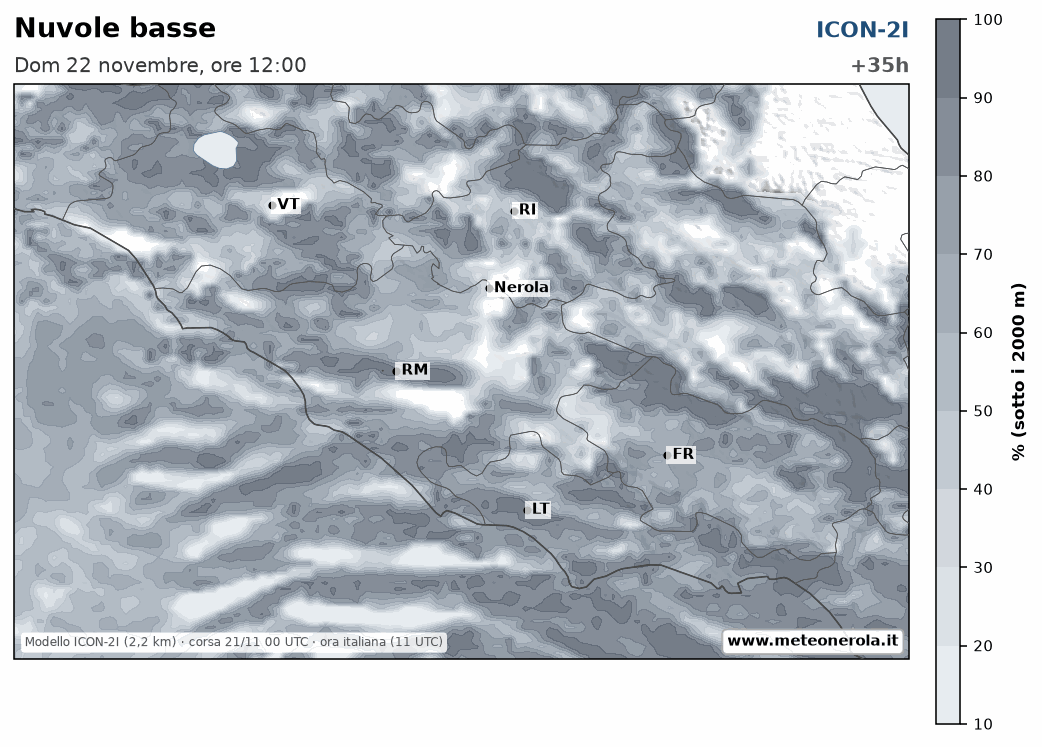 Nuvole basse
ICON-2I
Dom 22 novembre, ore 12:00
+35h
VT
RI
Nerola
RM
FR
LT
Modello ICON-2I (2,2 km) · corsa 21/11 00 UTC · ora italiana (11 UTC)
www.meteonerola.it
100
90
80
70
60
50
40
30
20
10
% (sotto i 2000 m)